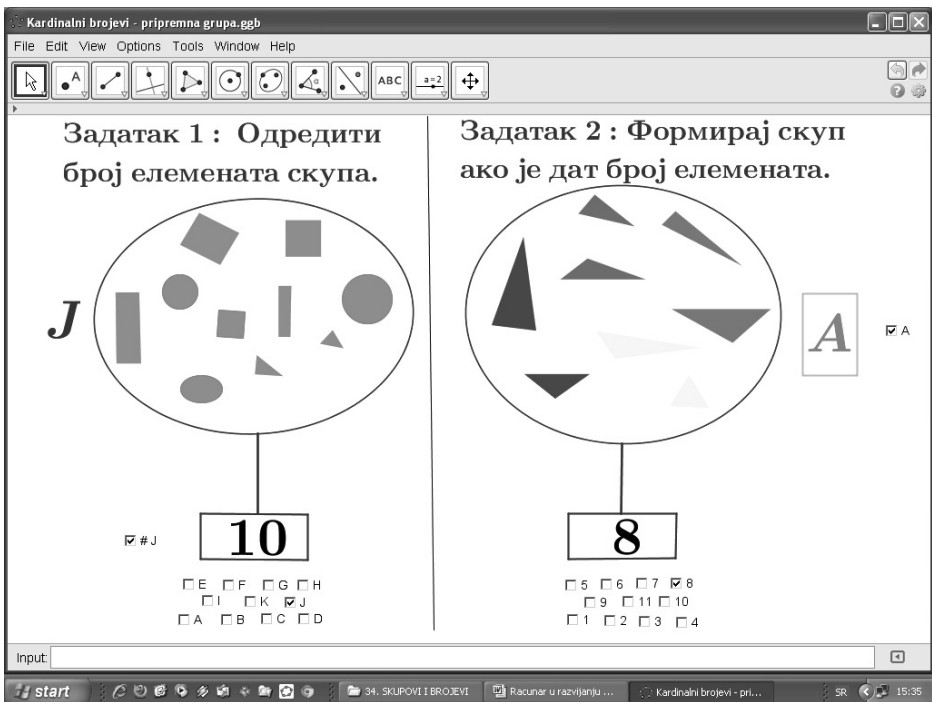 Kardinalni brojevi - pripremna grupa.ggb
File Edit View Options Tools Window Help
A ABC a=2
Задатак 1 : Одредити
број елемената скупа.
Задатак 2 : Формирај скуп
ако је дат број елемената.
J
A
A
# J
10
8
E F G H
I K J
A B C D
5 6 7 8
9 11 10
1 2 3 4
Input:
start 34. SKUPOVI I BROJEVI Racunar u razvijanju ... Kardinalni brojevi - pri... SR 15:35